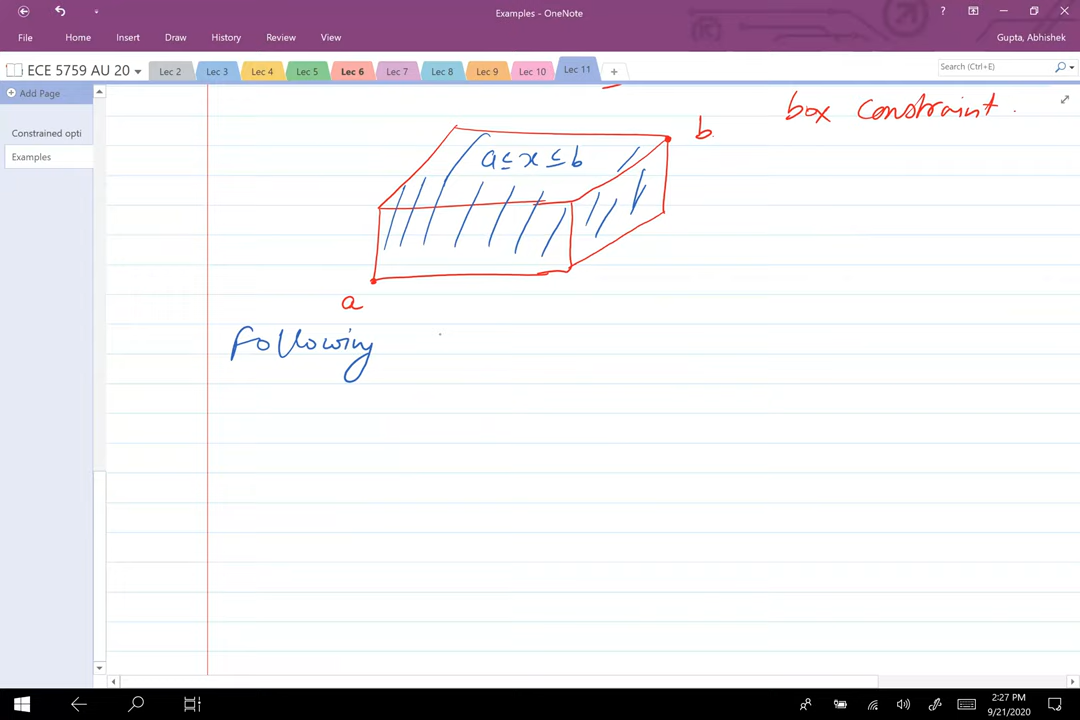 Examples - OneNote
?
Gupta, Abhishek
File Home Insert Draw History Review View
ECE 5759 AU 20
Lec 2 Lec 3 Lec 4 Lec 5 Lec 6 Lec 7 Lec 8 Lec 9 Lec 10 Lec 11 +
Search (Ctrl+E)
Add Page
Constrained opti
Examples
box constraint.
b
a ≤ x ≤ b
a
Following
2:27 PM
9/21/2020